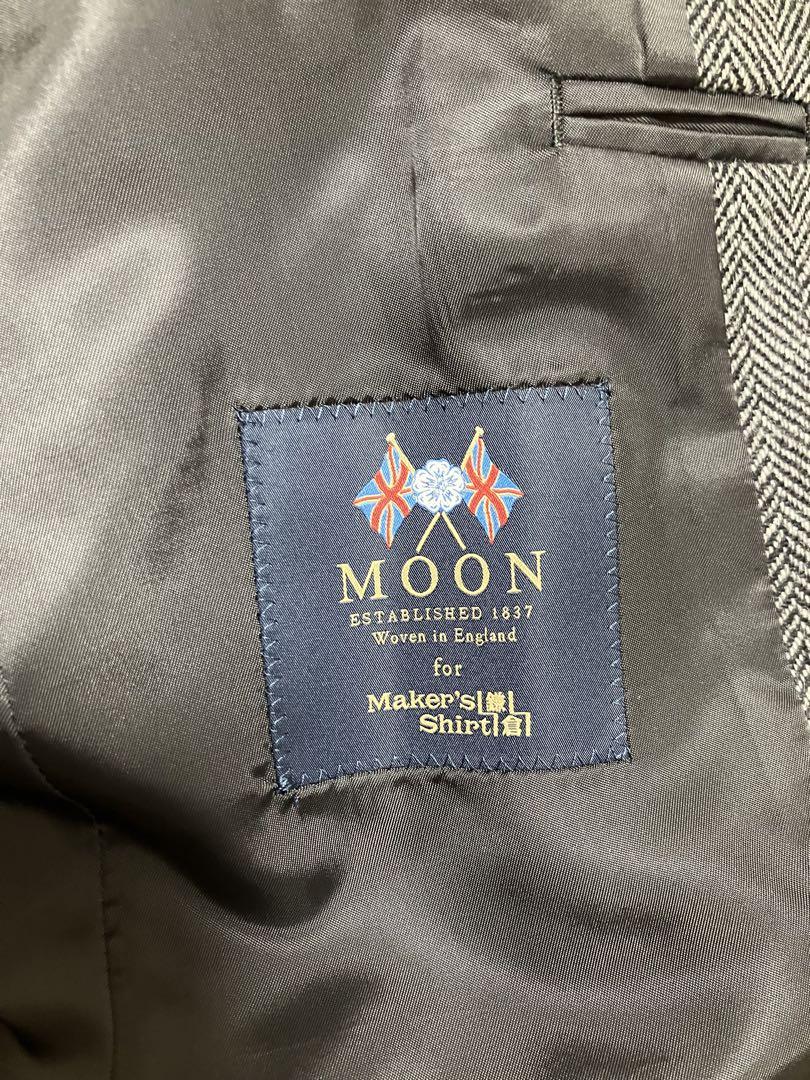 MOON
ESTABLISHED 1837
Woven in England
for
Maker's 鎌
Shirt 倉